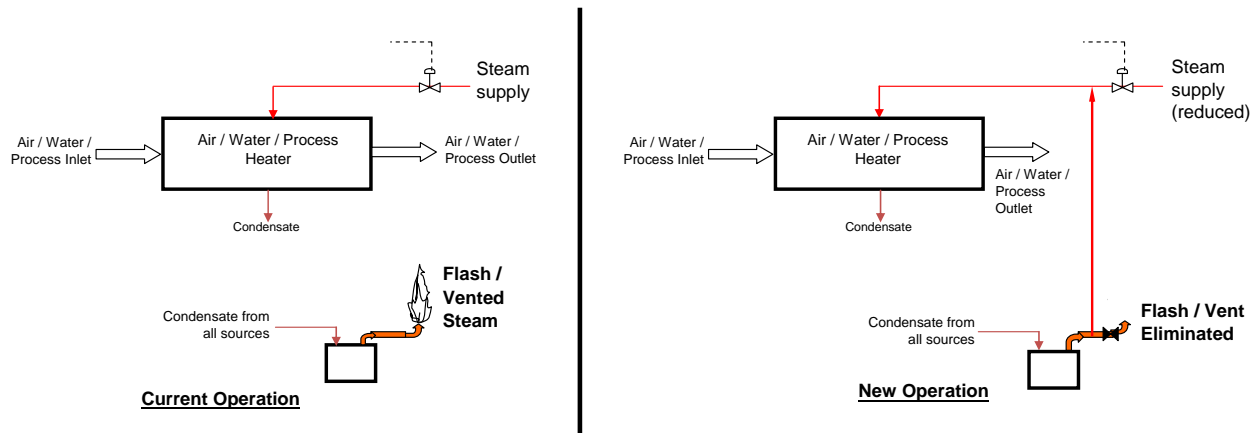 Steam
supply
Air / Water /
Process Inlet
Air / Water / Process
Heater
Air / Water /
Process Outlet
Condensate
Flash /
Vented
Steam
Condensate from
all sources
Current Operation
Steam
supply
(reduced)
Air / Water /
Process Inlet
Air / Water / Process
Heater
Air / Water /
Process
Outlet
Condensate
Flash / Vent
Eliminated
Condensate from
all sources
New Operation